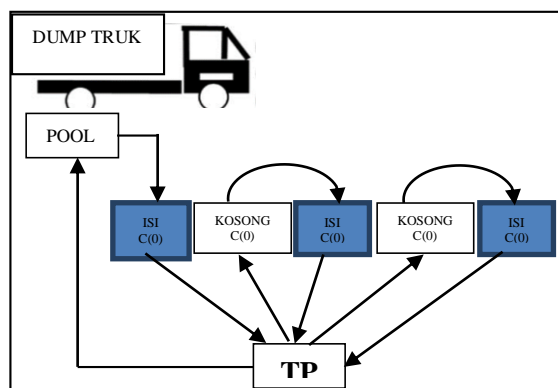 DUMP TRUK
POOL
ISI
C(0)
KOSONG
C(0)
ISI
C(0)
KOSONG
C(0)
ISI
C(0)
TP